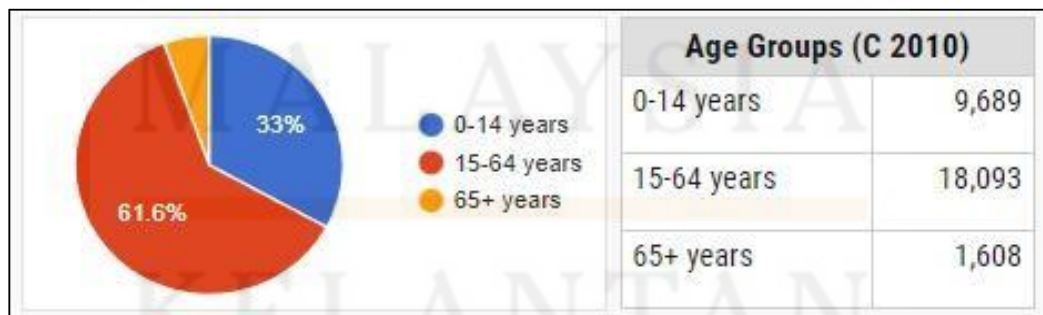 33%
61.6%
0-14 years
15-64 years
65+ years
Age Groups (C 2010)
0-14 years 9,689
15-64 years 18,093
65+ years 1,608
MALAYSIA
KELANTAN